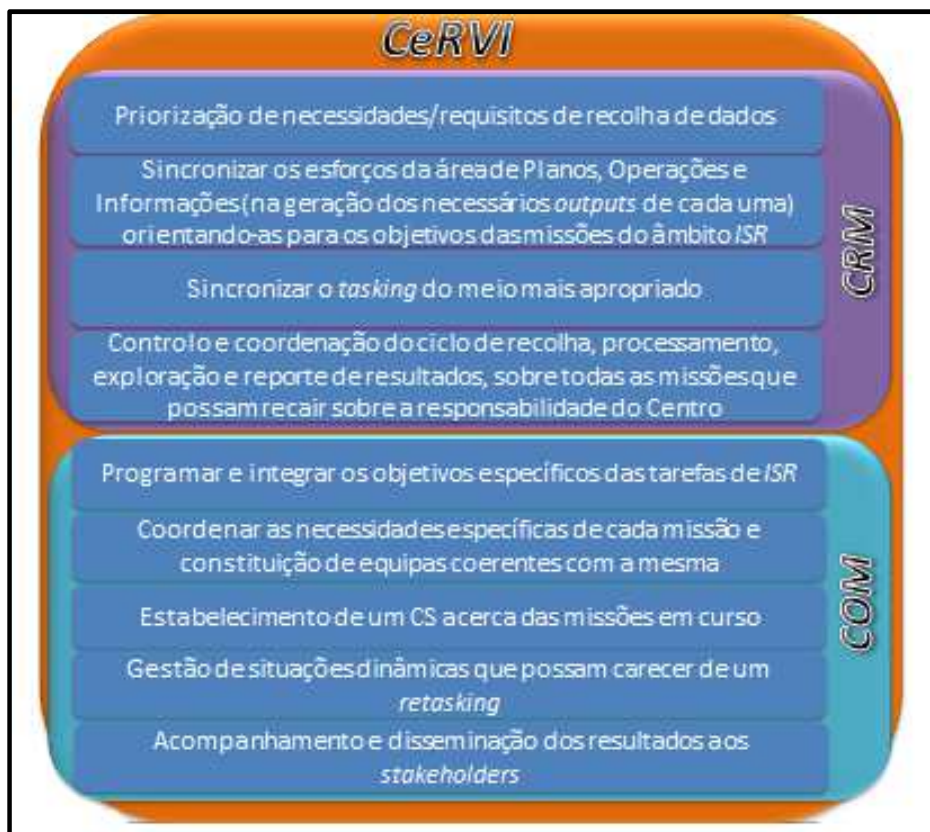 CeRVI
Priorização de necessidades/requisitos de recolha de dados
Sincronizar os esforços da área de Planos, Operações e
Informações (na geração dos necessários outputs de cada uma)
orientando-as para os objetivos das missões do âmbito ISR
Sincronizar o tasking do meio mais apropriado
Controlo e coordenação do ciclo de recolha, processamento,
exploração e reporte de resultados, sobre todas as missões que
possam recair sobre a responsabilidade do Centro
CRM
Programar e integrar os objetivos específicos das tarefas de ISR
Coordenar as necessidades específicas de cada missão e
constituição de equipas coerentes com a mesma
Estabelecimento de um CS acerca das missões em curso
Gestão de situações dinâmicas que possam carecer de um
retasking
Acompanhamento e disseminação dos resultados aos
stakeholders
COM